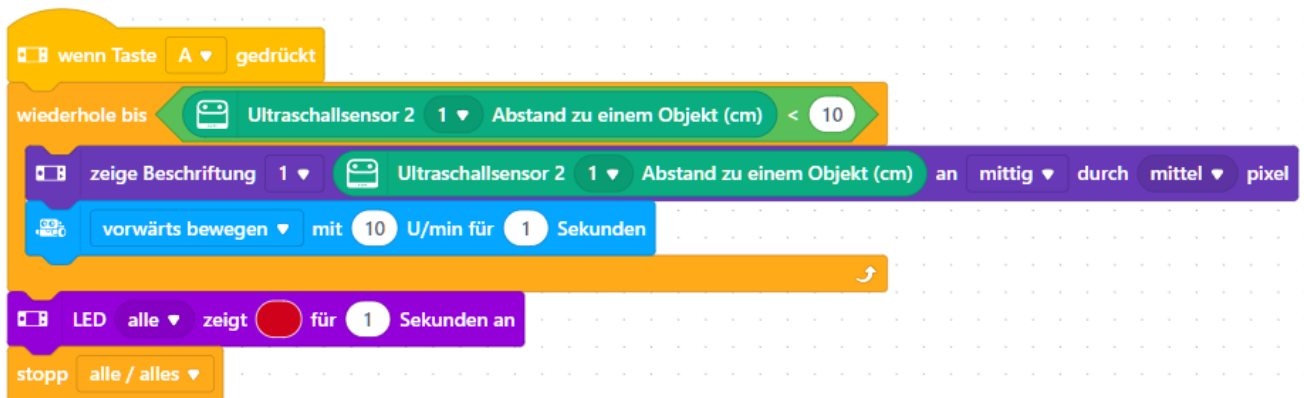 wenn Taste A gedrückt
wiederhole bis Ultraschallsensor 2 1 Abstand zu einem Objekt (cm) < 10
zeige Beschriftung 1 Ultraschallsensor 2 1 Abstand zu einem Objekt (cm) an mittig durch mittel pixel
vorwärts bewegen mit 10 U/min für 1 Sekunden
LED alle zeigt für 1 Sekunden an
stopp alle / alles